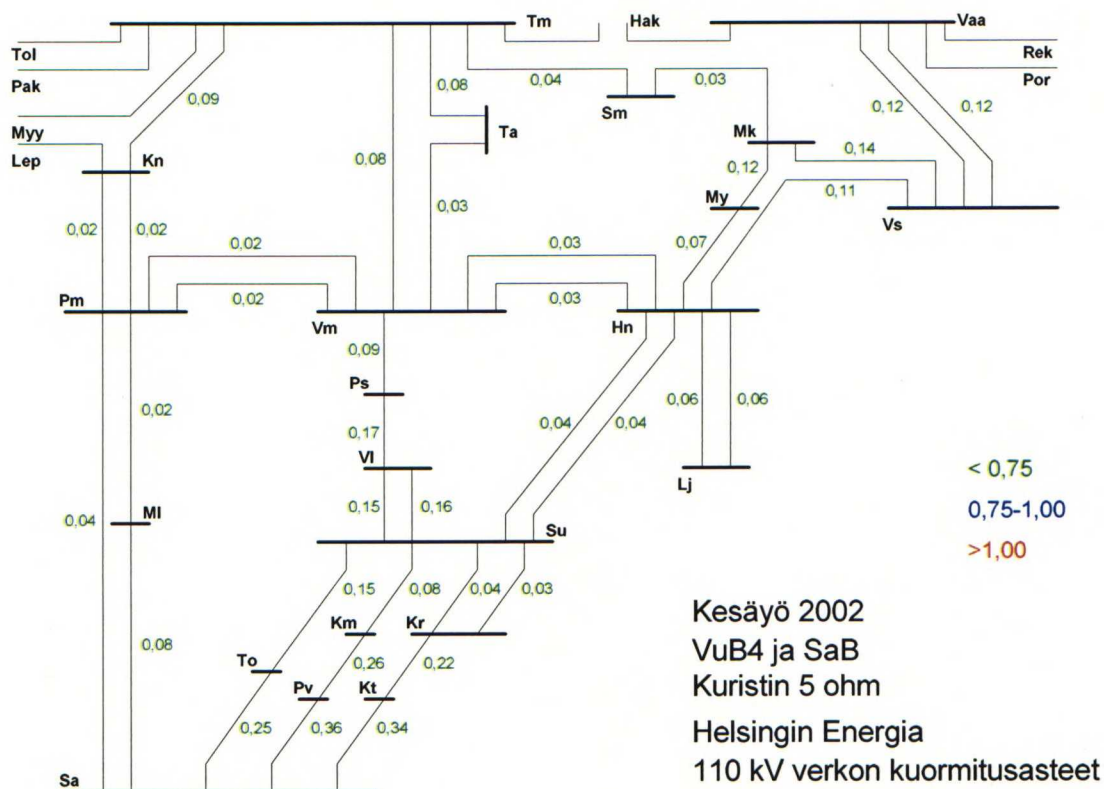 Tm
Hak
Vaa
Tol
Rek
Pak
0,09
0,08
0,04
0,03
Por
Sm
0,12
0,12
Myy
Ta
Mk
Lep
Kn
0,08
0,12
0,14
0,11
My
0,02
0,02
0,03
Vs
0,02
0,03
0,07
Pm
0,02
0,03
Vm
Hn
0,09
Ps
0,02
0,04
0,04
0,06
0,06
0,17
Vl
Lj
< 0,75
0,15
0,16
0,75-1,00
0,04
Ml
Su
>1,00
0,15
0,08
0,04
0,03
Kesäyö 2002
Km
Kr
0,08
VuB4 ja SaB
To
0,26
0,22
Kuristin 5 ohm
Pv
Kt
0,25
0,36
0,34
Helsingin Energia
Sa
110 kV verkon kuormitusasteet